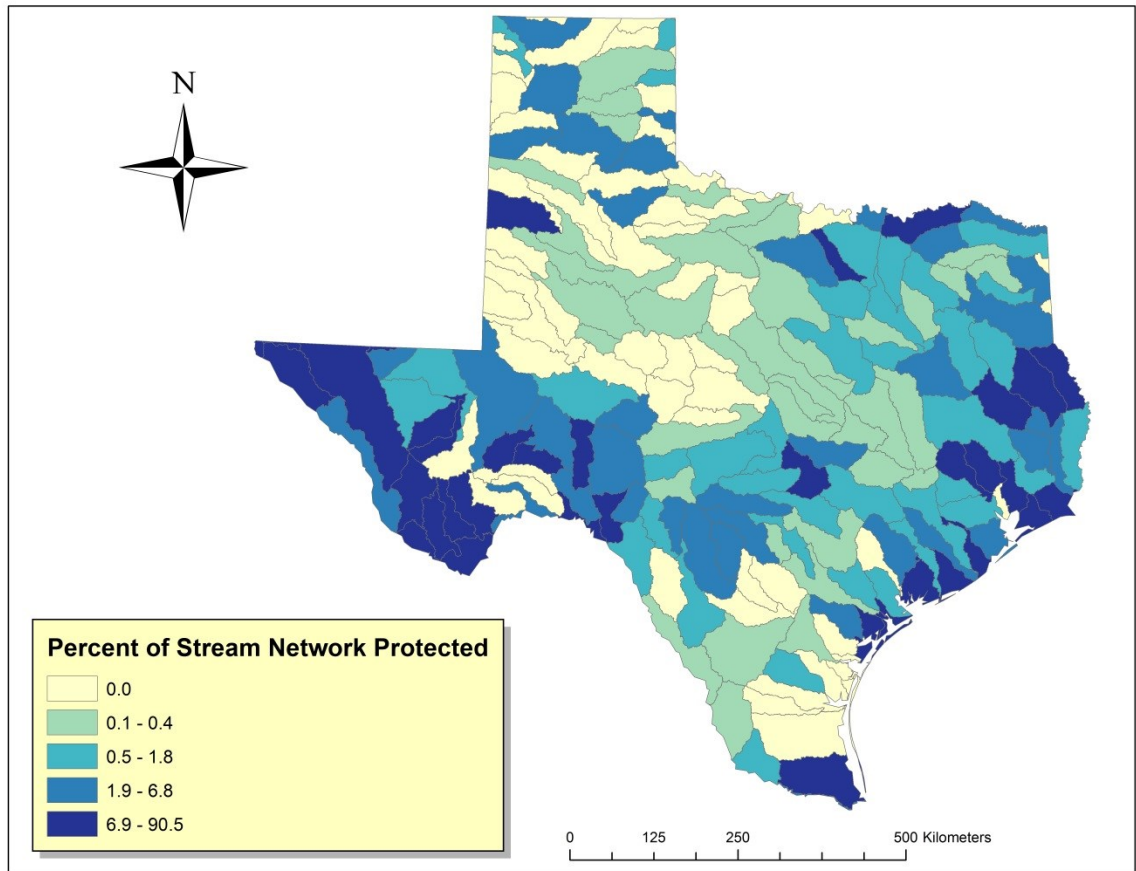 N
Percent of Stream Network Protected
0.0
0.1 - 0.4
0.5 - 1.8
1.9 - 6.8
6.9 - 90.5
0 125 250 500 Kilometers